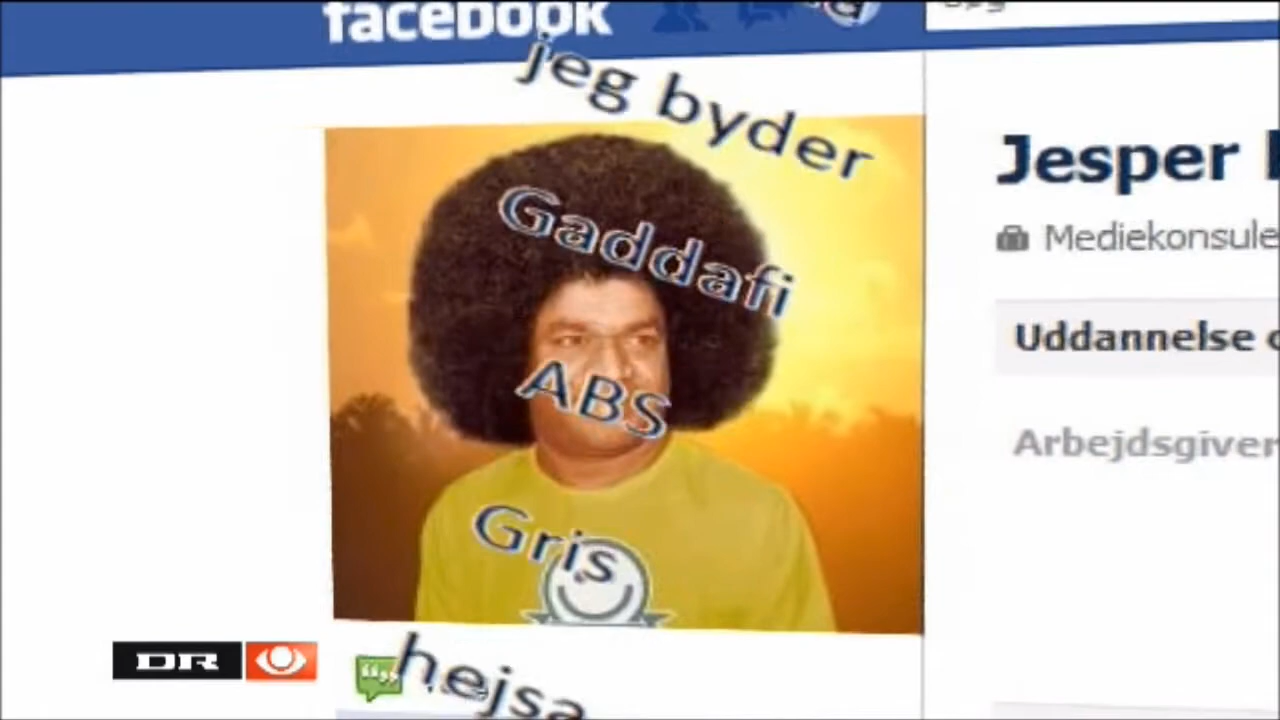 facebook
jeg byder
Gaddafi
ABS
Gris
hejsa
Jesper
Mediekonsule
Uddannelse
Arbejdsgiver
DR